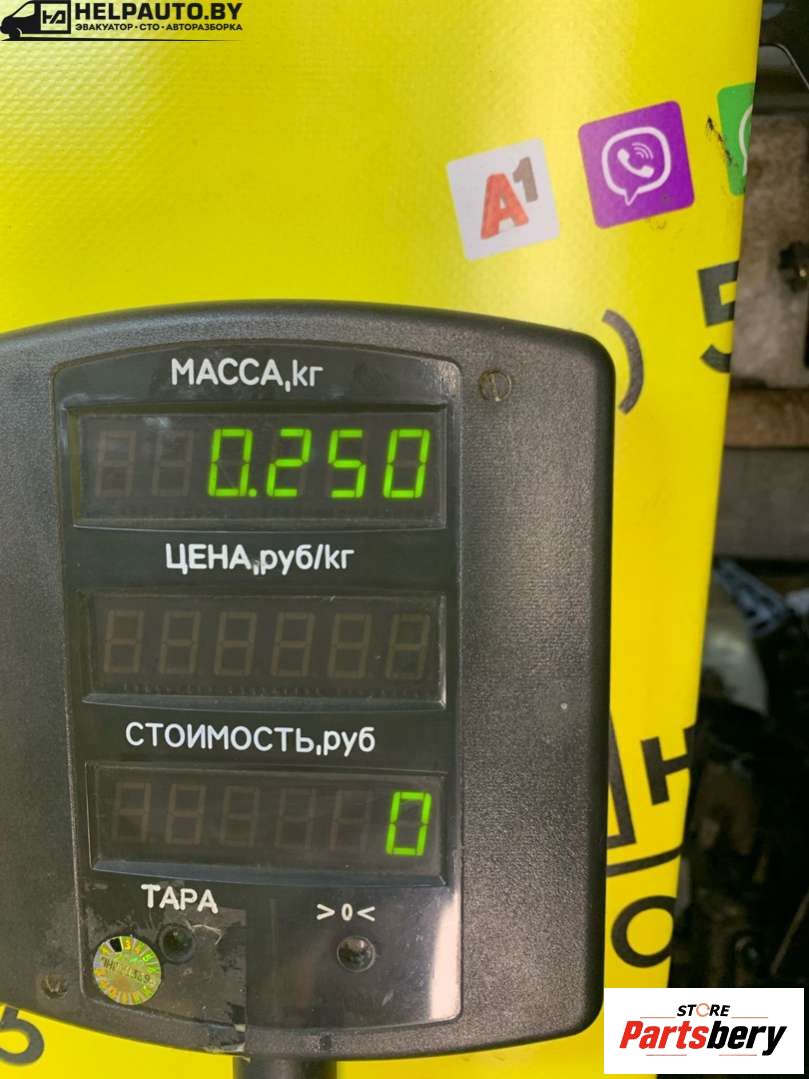 HELPAUTO.BY
ЭВАКУАТОР • СТО • АВТОРАЗБОРКА
A1
) 5
МАССА,кг
0.250
ЦЕНА,руб/кг
СТОИМОСТЬ,руб
0
ТАРА
>0<
STORE
Partsbery